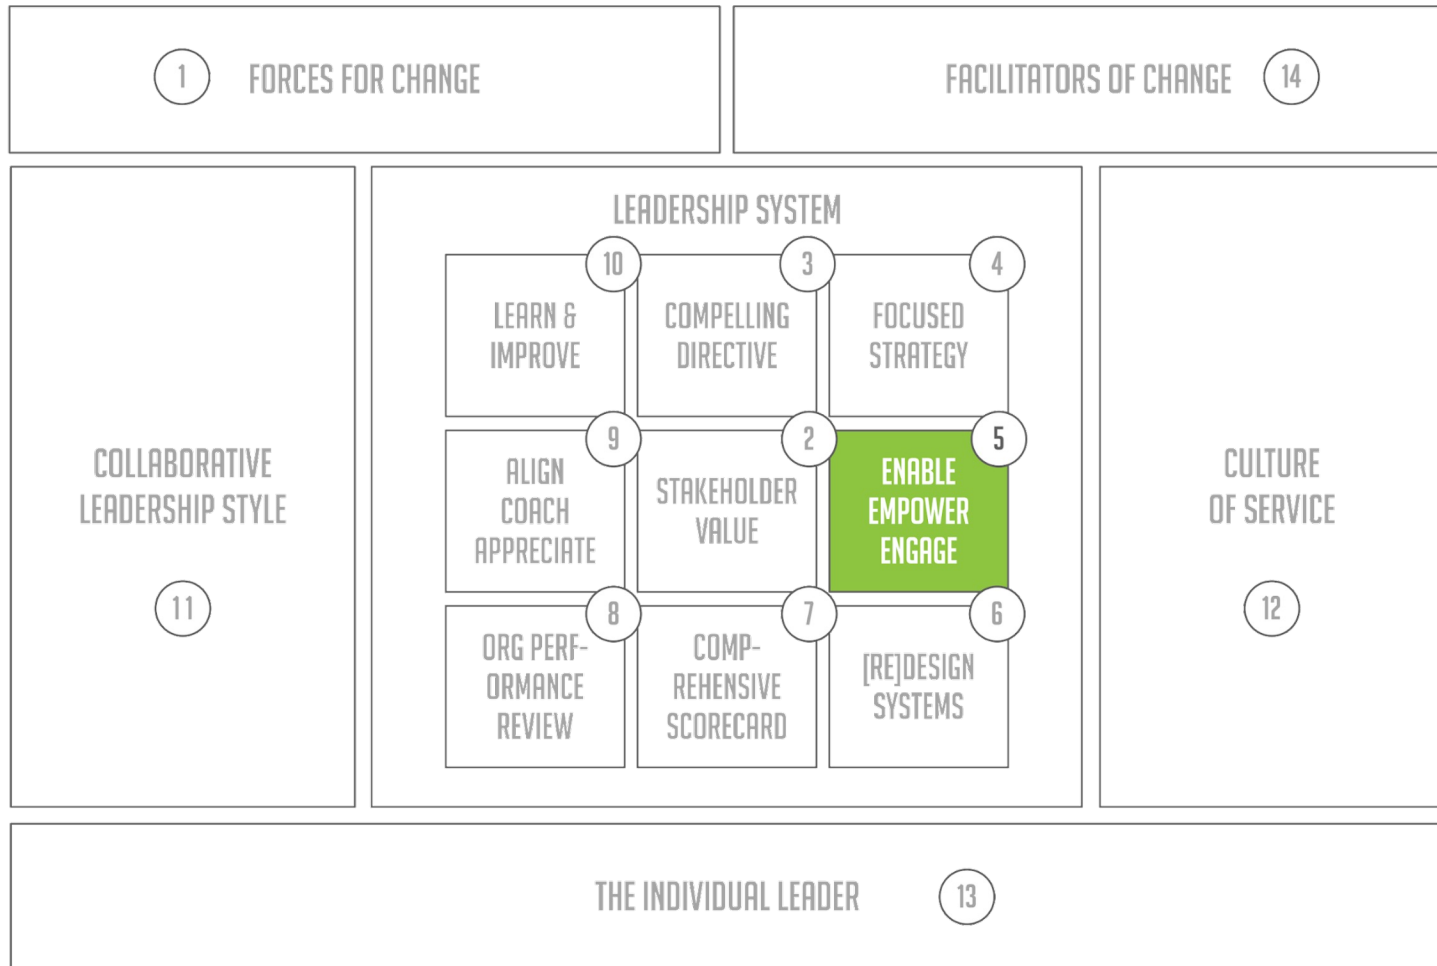 1 FORCES FOR CHANGE
FACILITATORS OF CHANGE 14
LEADERSHIP SYSTEM
10
LEARN &
IMPROVE
3
COMPELLING
DIRECTIVE
4
FOCUSED
STRATEGY
9
ALIGN
COACH
APPRECIATE
2
STAKEHOLDER
VALUE
5
ENABLE
EMPOWER
ENGAGE
8
ORG PERF-
ORMANCE
REVIEW
7
COMP-
REHENSIVE
SCORECARD
6
[RE]DESIGN
SYSTEMS
COLLABORATIVE
LEADERSHIP STYLE
11
CULTURE
OF SERVICE
12
THE INDIVIDUAL LEADER 13